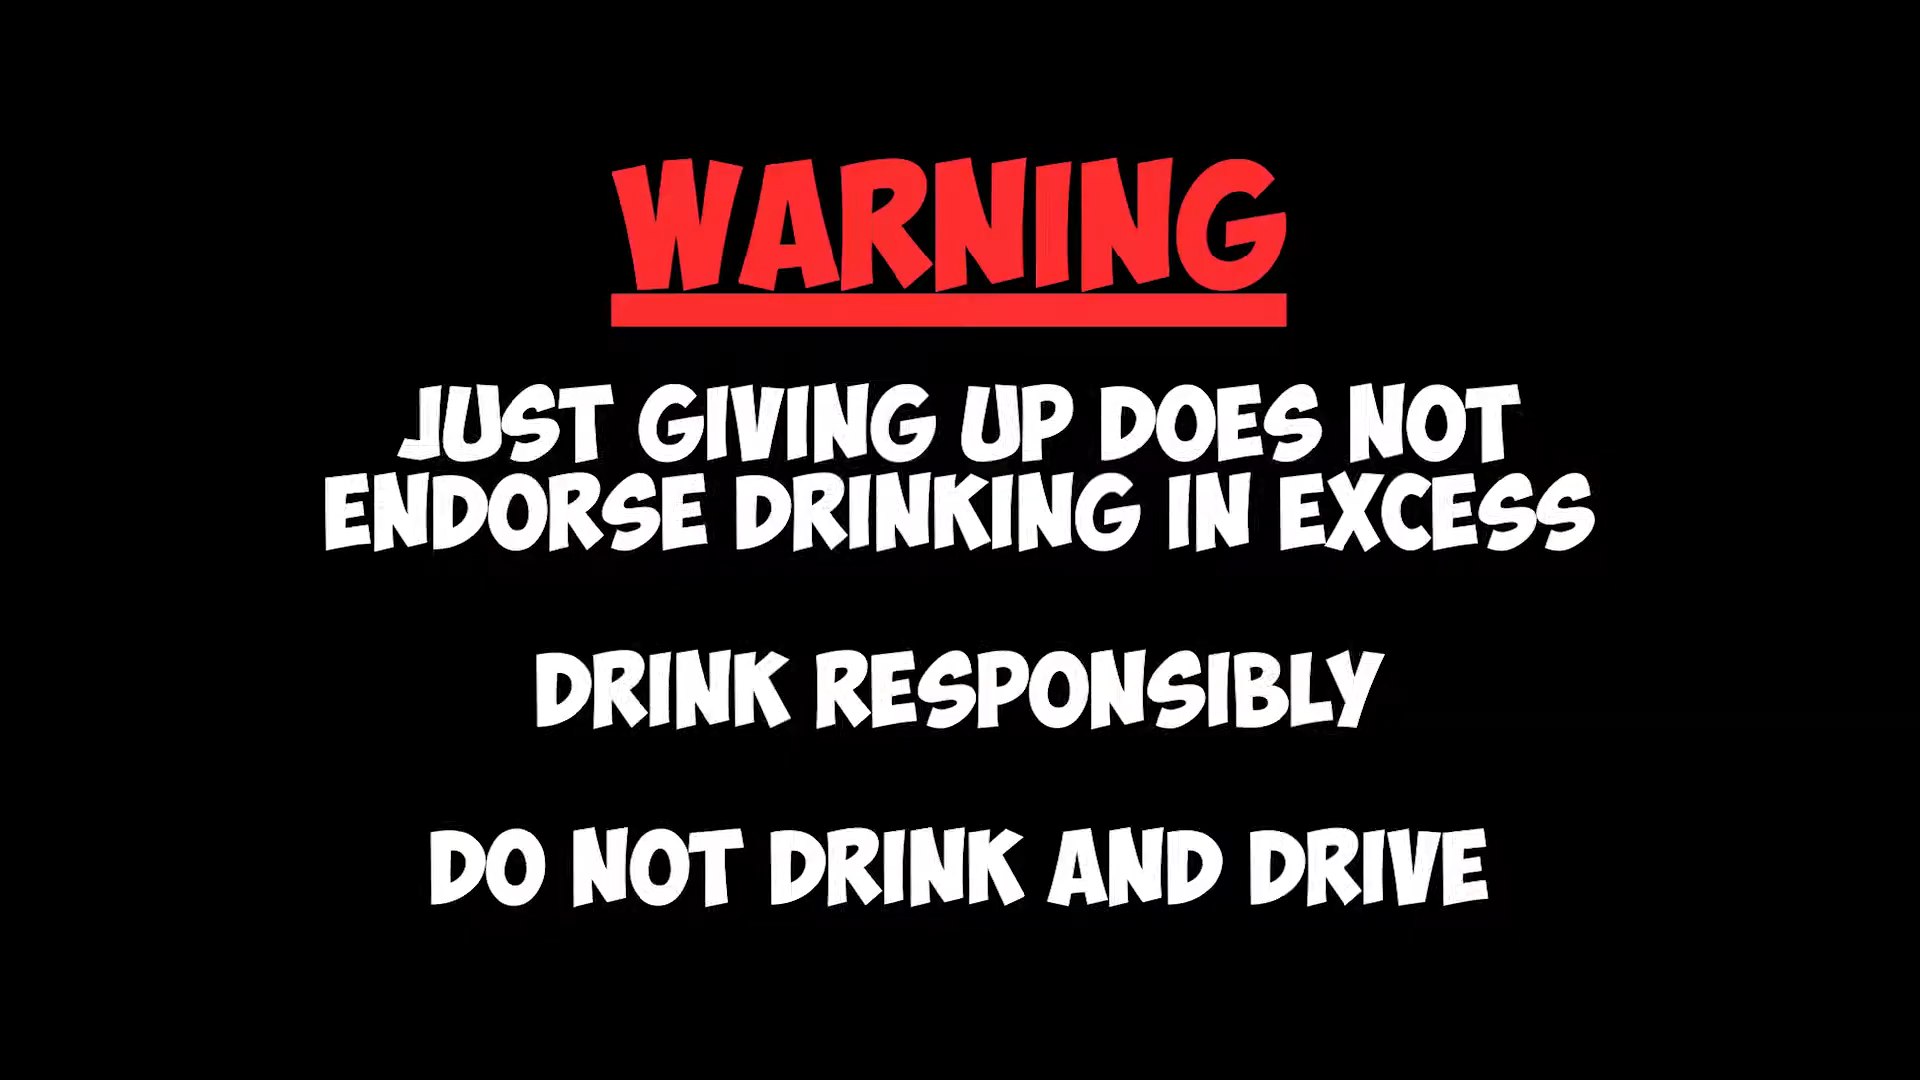 WARNING
JUST GIVING UP DOES NOT
ENDORSE DRINKING IN EXCESS
DRINK RESPONSIBLY
DO NOT DRINK AND DRIVE